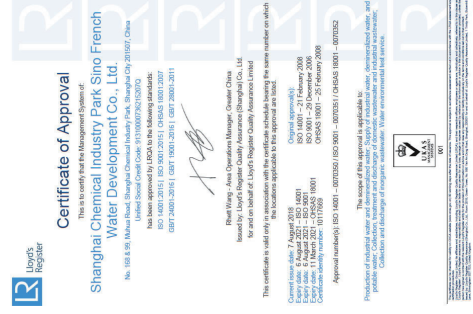 Lloyd's
Register
LR
Certificate of Approval
This is to certify that the Management System of:
Shanghai Chemical Industry Park Sino French
Water Development Co., Ltd.
No. 168 & 99, Muhua Road, Shanghai Chemical Industry Park, Shanghai City 201507, China
Unified Social Credit Code:
has been approved by LRQA to the following standards:
ISO 14001:2015 | ISO 9001:2015 | OHSAS 18001:2007
GB/T 24001-2016 | GB/T 19001-2016 | GB/T 28001-2011
Rhett Wang - Area Operations Manager, Greater China
Issued by: Lloyd's Register Quality Assurance (Shanghai) Co., Ltd.
for and on behalf of: Lloyd's Register Quality Assurance Limited
This certificate is valid only in association with the certificate schedule bearing the same number on which
the locations applicable to this approval are listed.
Current issue date: 7 August 2018
Expiry date: 6 August 2021 – ISO 14001
Expiry date: 6 August 2021 – ISO 9001
Expiry date: 11 March 2021 – OHSAS 18001
Certificate identity number: 10117069
Original approval(s):
ISO 14001 – 21 February 2008
ISO 9001 – 29 December 2006
OHSAS 18001 – 25 February 2008
Approval number(s): ISO 14001 – 0070350 / ISO 9001 – 0070351 / OHSAS 18001 – 0070352
The scope of this approval is applicable to:
Production of industrial water and demineralized water; Supply of industrial water, demineralized water, and
potable water; Collection, treatment and discharge of domestic wastewater and industrial wastewater;
Collection and discharge of inorganic wastewater; Water environmental test service.
UKAS
001